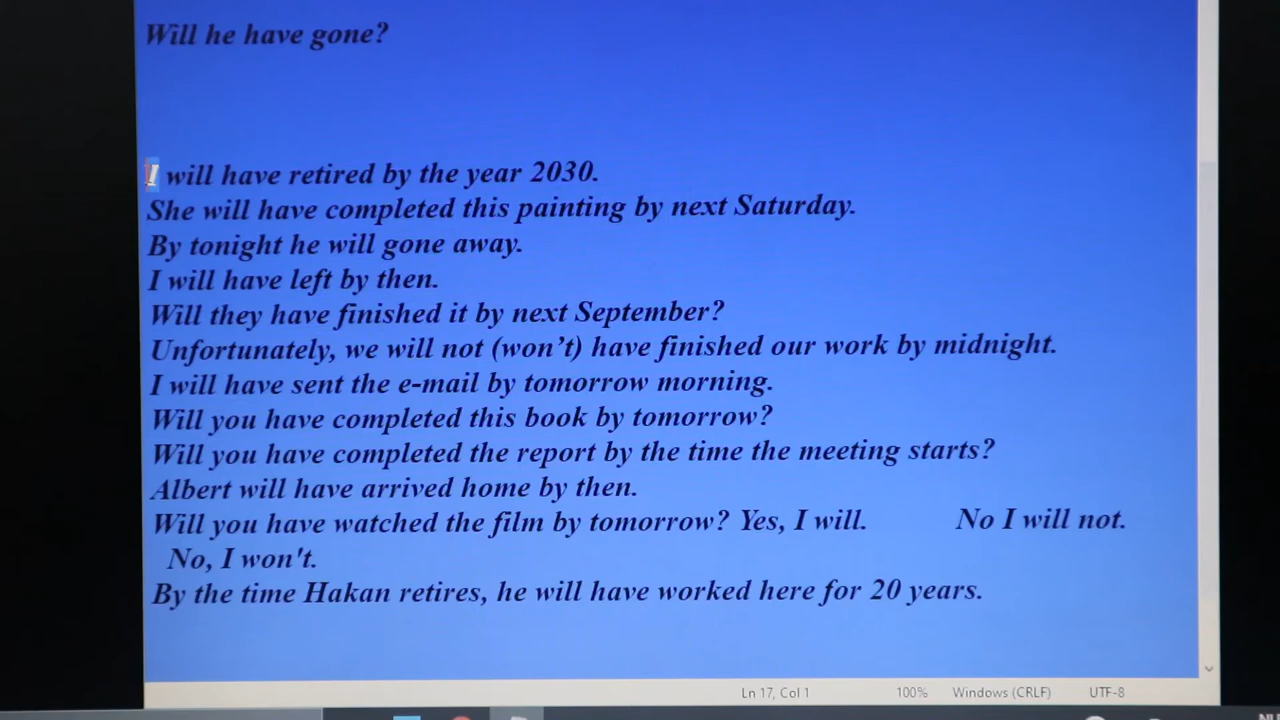 Will he have gone?
I will have retired by the year 2030.
She will have completed this painting by next Saturday.
By tonight he will gone away.
I will have left by then.
Will they have finished it by next September?
Unfortunately, we will not (won’t) have finished our work by midnight.
I will have sent the e-mail by tomorrow morning.
Will you have completed this book by tomorrow?
Will you have completed the report by the time the meeting starts?
Albert will have arrived home by then.
Will you have watched the film by tomorrow? Yes, I will. No I will not.
No, I won't.
By the time Hakan retires, he will have worked here for 20 years.
Ln 17, Col 1 100% Windows (CRLF) UTF-8